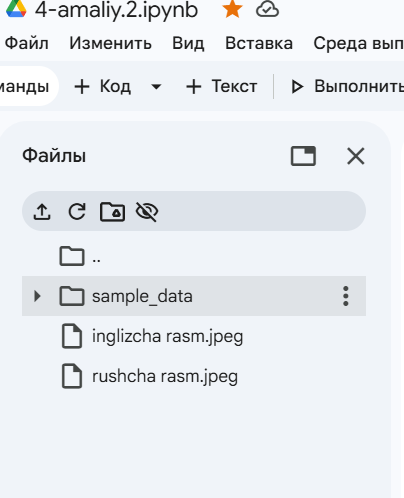 4-amaliy.2.ipynb
Файл Изменить Вид Вставка Среда вып
манды + Код + Текст Выполнить
Файлы
..
sample_data
inglizcha rasm.jpeg
rushcha rasm.jpeg